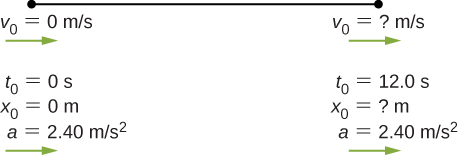 v₀ = 0 m/s
v₀ = ? m/s
t₀ = 0 s
x₀ = 0 m
a = 2.40 m/s²
t₀ = 12.0 s
x₀ = ? m
a = 2.40 m/s²